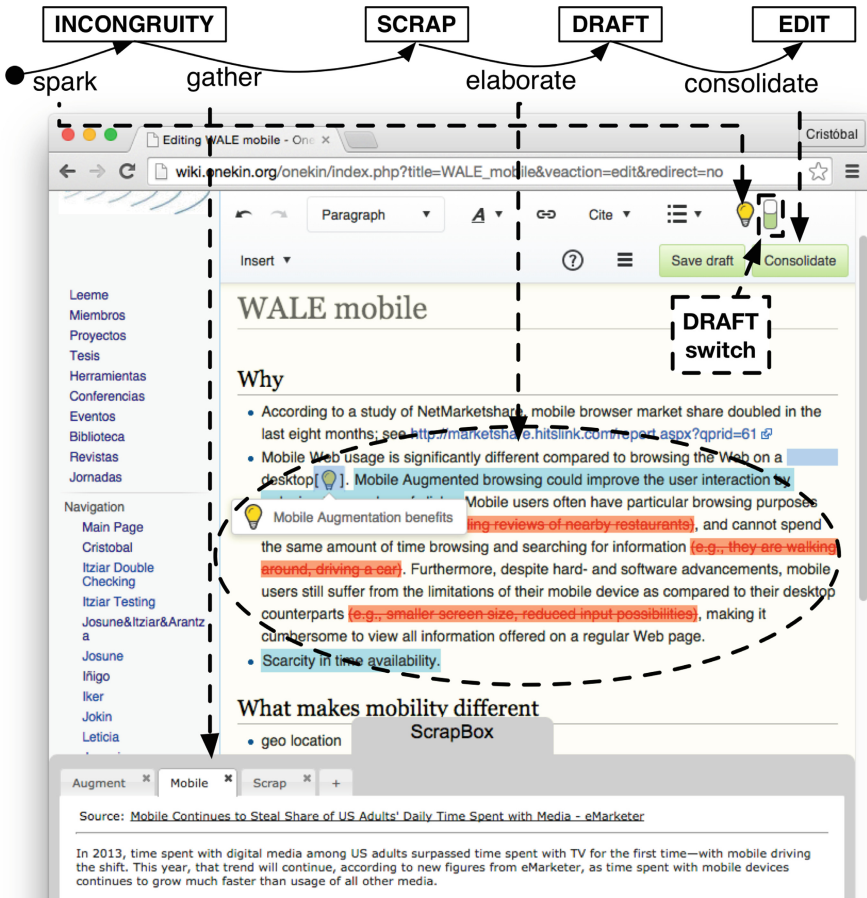 INCONGRUITY
SCRAP
DRAFT
EDIT
spark
gather
elaborate
consolidate
Editing WALE mobile - One
Cristóbal
wiki.onekin.org/onekin/index.php?title=WALE_mobile&veaction=edit&redirect=no
Paragraph
A
Cite
Insert
?
Save draft
Consolidate
DRAFT
switch
Leeme
Miembros
Proyectos
Tesis
Herramientas
Conferencias
Eventos
Biblioteca
Revistas
Jornadas
Navigation
Main Page
Cristobal
Itziar Double
Checking
Itziar Testing
Josune&Itziar&Arantz
a
Josune
Iñigo
Iker
Jokin
Leticia
WALE mobile
Why
According to a study of NetMarketshare, mobile browser market share doubled in the
last eight months; see http://marketshare.hitslink.com/report.aspx?qprid=61
Mobile Web usage is significantly different compared to browsing the Web on a
desktop[ ]. Mobile Augmented browsing could improve the user interaction by
Mobile users often have particular browsing purposes
Mobile Augmentation benefits
ling reviews of nearby restaurants), and cannot spend
the same amount of time browsing and searching for information (e.g., they are walking
around, driving a car). Furthermore, despite hard- and software advancements, mobile
users still suffer from the limitations of their mobile device as compared to their desktop
counterparts (e.g., smaller screen size, reduced input possibilities), making it
cumbersome to view all information offered on a regular Web page.
Scarcity in time availability.
What makes mobility different
geo location
ScrapBox
Augment
Mobile
Scrap
+
Source: Mobile Continues to Steal Share of US Adults' Daily Time Spent with Media - eMarketer
In 2013, time spent with digital media among US adults surpassed time spent with TV for the first time—with mobile driving
the shift. This year, that trend will continue, according to new figures from eMarketer, as time spent with mobile devices
continues to grow much faster than usage of all other media.